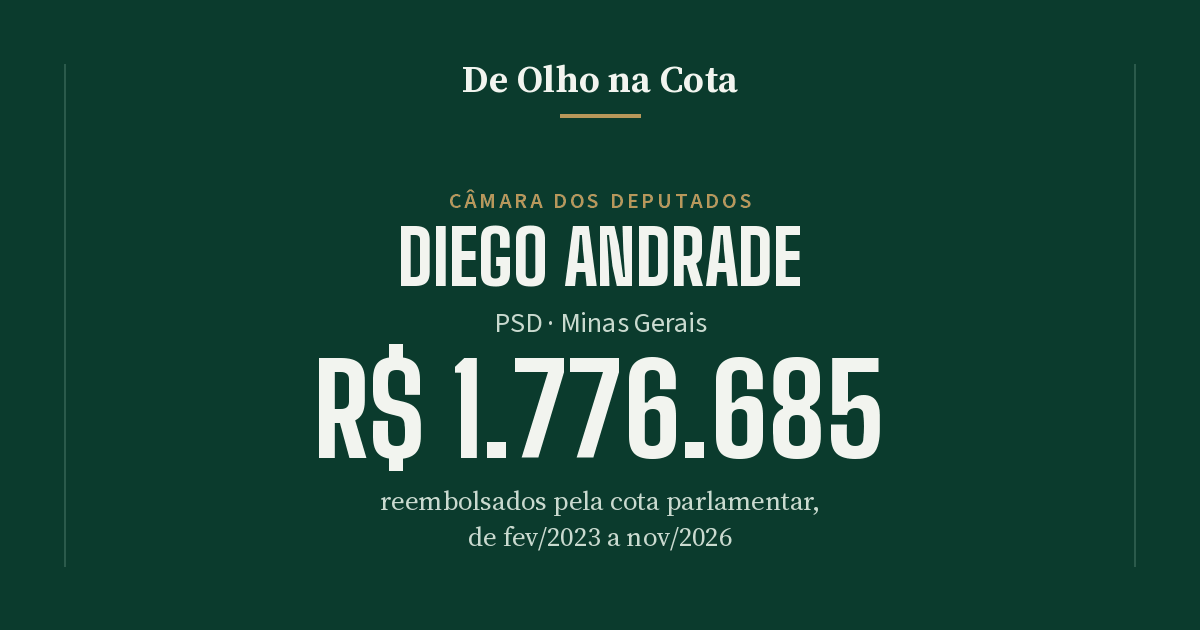 De Olho na Cota
CÂMARA DOS DEPUTADOS
DIEGO ANDRADE
PSD · Minas Gerais
R$ 1.776.685
reembolsados pela cota parlamentar,
de fev/2023 a nov/2026